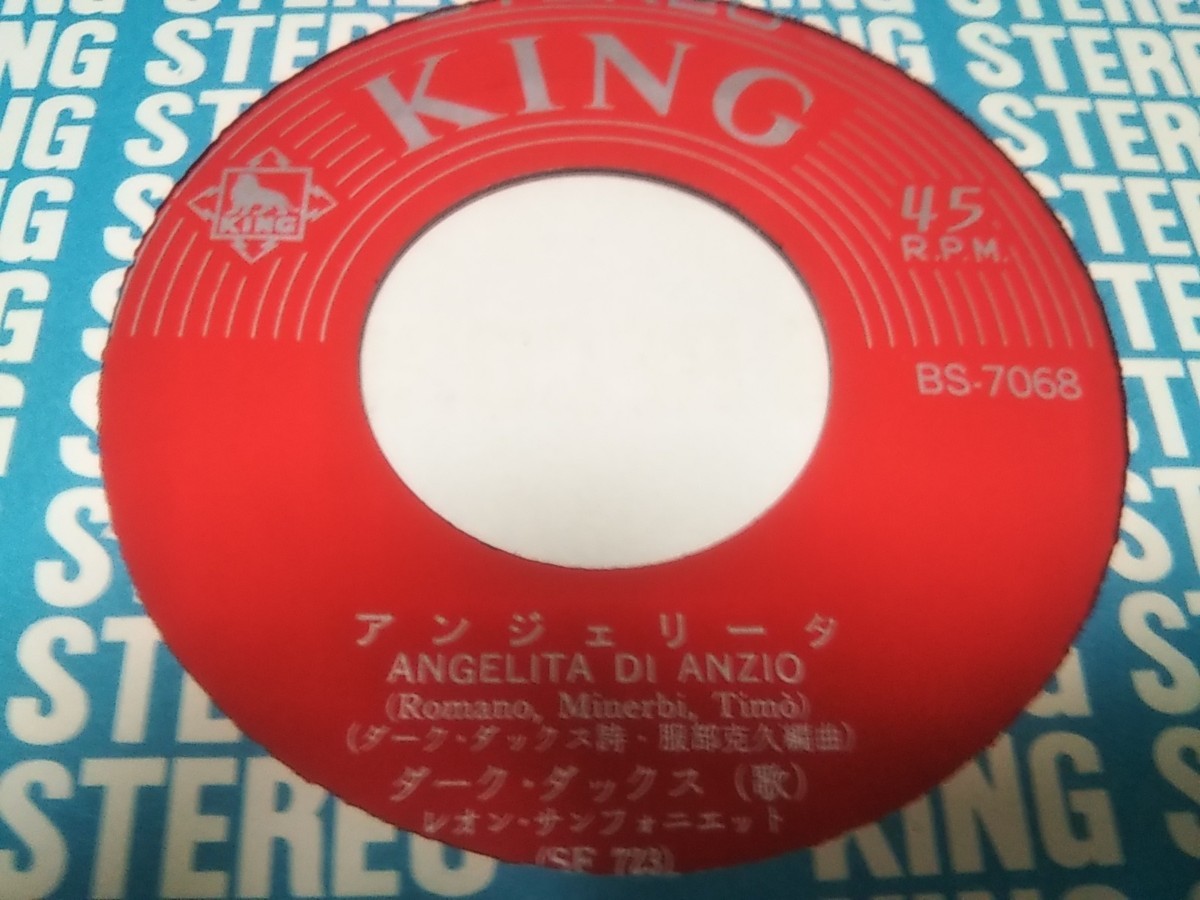 STEREO
KING
KING
45
R.P.M.
BS-7068
アンジェリータ
ANGELITA DI ANZIO
(Romano, Minerbi, Timò)
(ダーク・ダックス詩・服部克久編曲)
ダーク・ダックス (歌)
レオン・サンフォニエット
(SF 723)